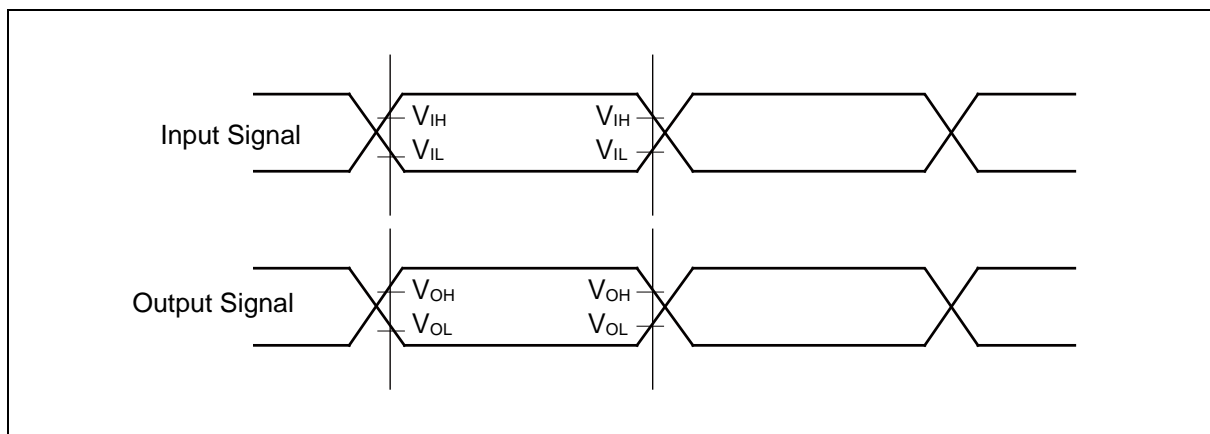 Input Signal
VIH VIH
VIL VIL
Output Signal
VOH VOH
VOL VOL